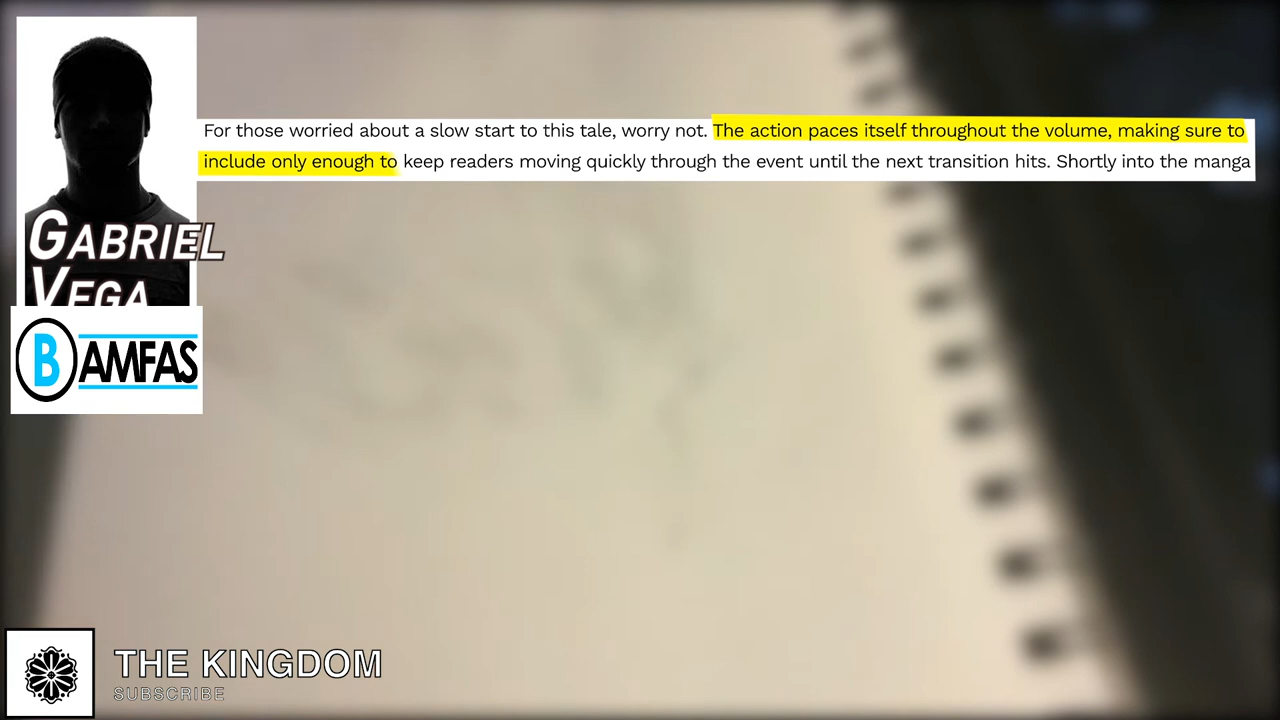 For those worried about a slow start to this tale, worry not. The action paces itself throughout the volume, making sure to
include only enough to keep readers moving quickly through the event until the next transition hits. Shortly into the manga
GABRIEL
VEGA
BAMFAS
THE KINGDOM
SUBSCRIBE